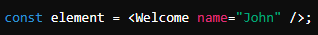 const element = <Welcome name="John" />;